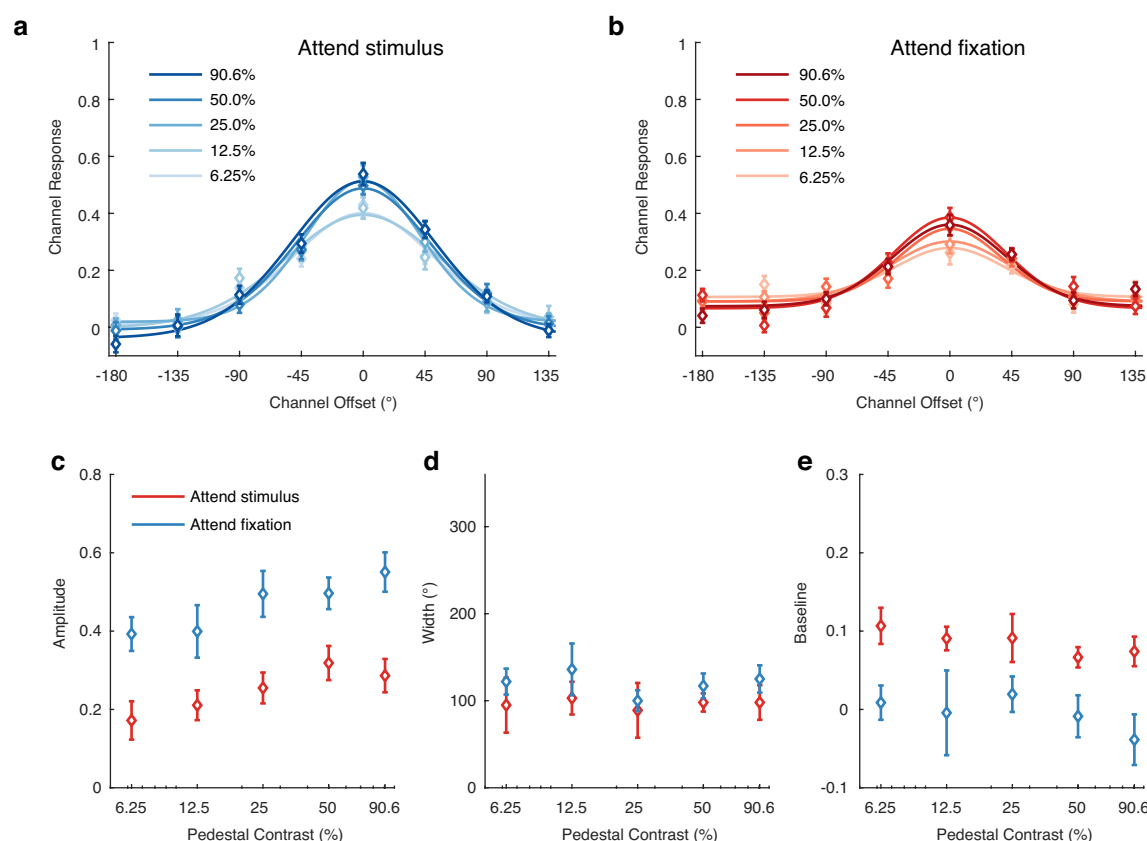 a
Attend stimulus
1
0.8
0.6
0.4
0.2
0
Channel Response
90.6%
50.0%
25.0%
12.5%
6.25%
-180 -135 -90 -45 0 45 90 135
Channel Offset (°)
b
Attend fixation
1
0.8
0.6
0.4
0.2
0
Channel Response
90.6%
50.0%
25.0%
12.5%
6.25%
-180 -135 -90 -45 0 45 90 135
Channel Offset (°)
c
0.8
0.6
0.4
0.2
0
Amplitude
Attend stimulus
Attend fixation
6.25 12.5 25 50 90.6
Pedestal Contrast (%)
d
300
200
100
0
Width (°)
6.25 12.5 25 50 90.6
Pedestal Contrast (%)
e
0.3
0.2
0.1
0
-0.1
Baseline
6.25 12.5 25 50 90.6
Pedestal Contrast (%)